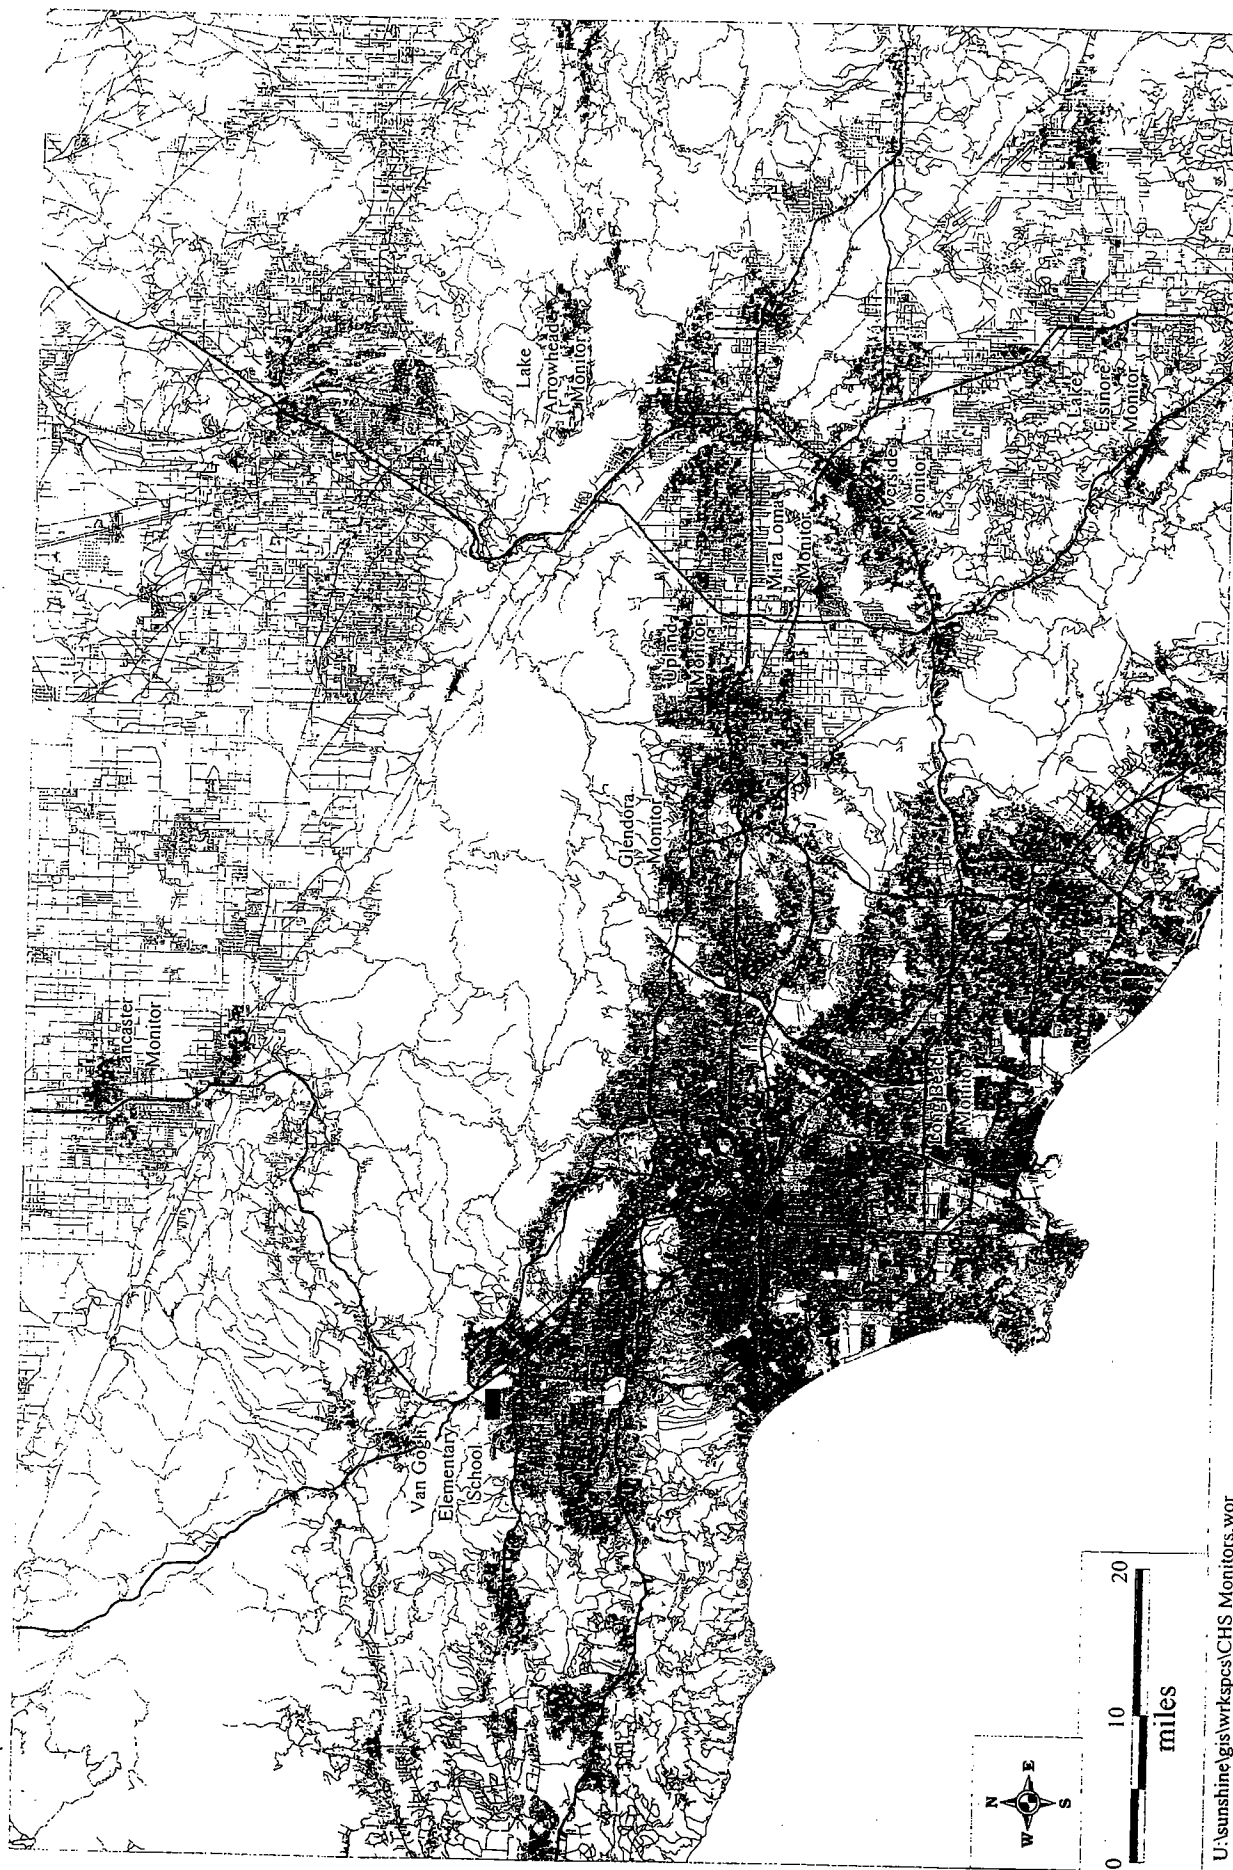 Lancaster
Monitor
Lake
Arrowhead
Monitor
Van Gogh
Elementary
School
Glendora
Monitor
Upland
Monitor
Mira Loma
Monitor
Riverside
Monitor
Lake
Elsinore
Monitor
Long Beach
Monitor
N
W
E
S
0
10
20
miles
U:\sunshine\gis\wrkspcs\CHS Monitors.wor